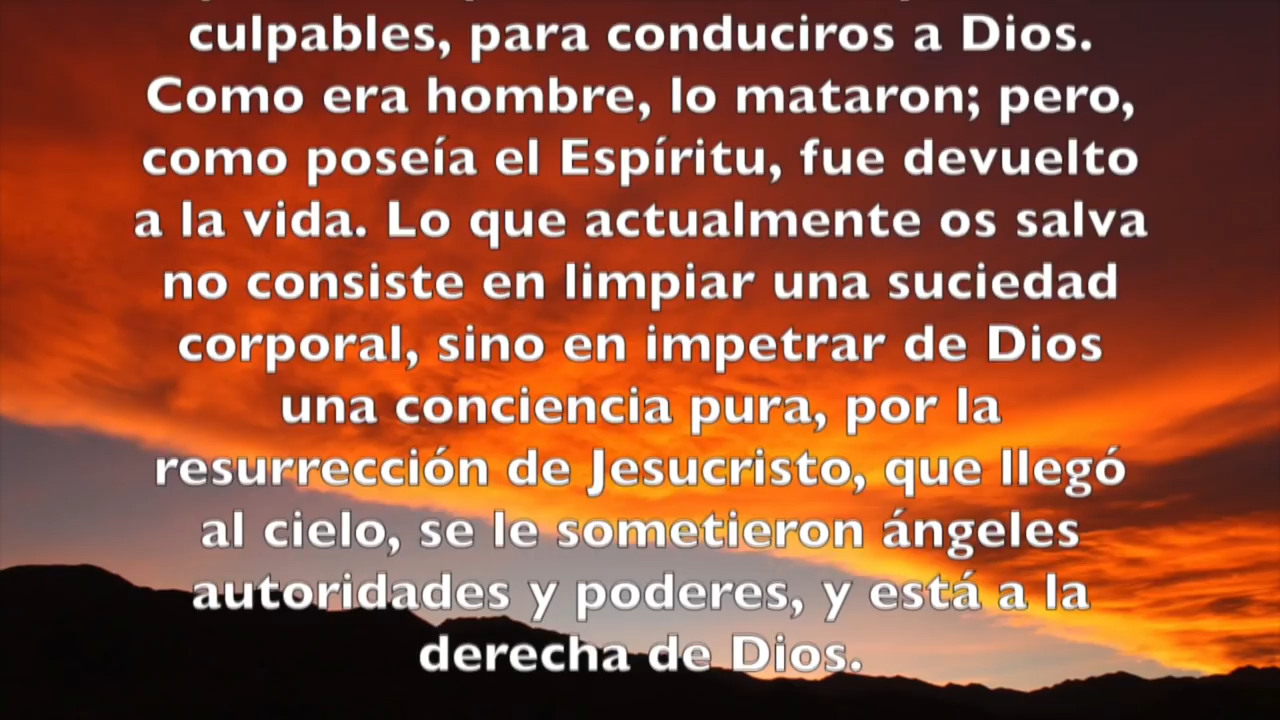 culpables, para conduciros a Dios.
Como era hombre, lo mataron; pero,
como poseía el Espíritu, fue devuelto
a la vida. Lo que actualmente os salva
no consiste en limpiar una suciedad
corporal, sino en impetrar de Dios
una conciencia pura, por la
resurrección de Jesucristo, que llegó
al cielo, se le sometieron ángeles
autoridades y poderes, y está a la
derecha de Dios.